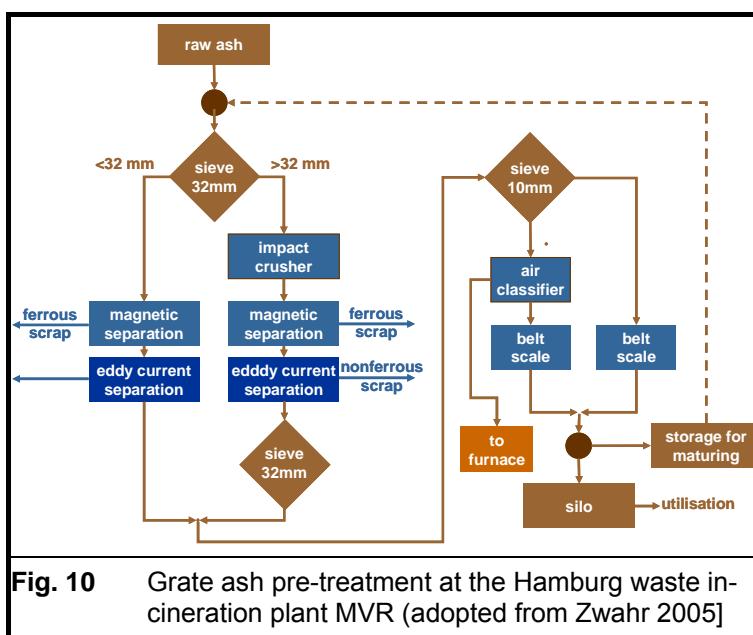 raw ash
<32 mm
>32 mm
sieve
32mm
impact
crusher
ferrous
scrap
magnetic
separation
magnetic
separation
ferrous
scrap
eddy current
separation
edddy current
separation
nonferrous
scrap
sieve
32mm
sieve
10mm
air
classifier
belt
scale
belt
scale
to
furnace
storage for
maturing
silo
utilisation
Fig. 10 Grate ash pre-treatment at the Hamburg waste in-
cineration plant MVR (adopted from Zwahr 2005]